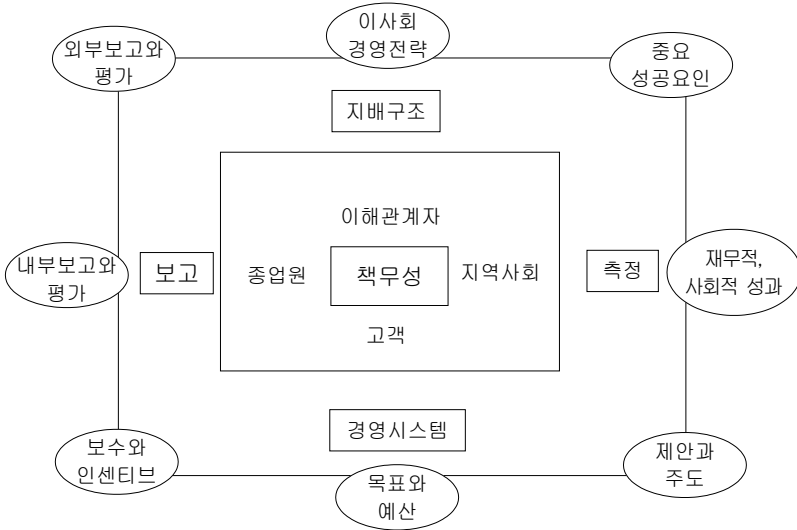 이사회
경영전략
외부보고와
평가
중요
성공요인
지배구조
이해관계자
내부보고와
평가
보고
종업원
책무성
지역사회
측정
재무적,
사회적 성과
고객
경영시스템
보수와
인센티브
제안과
주도
목표와
예산